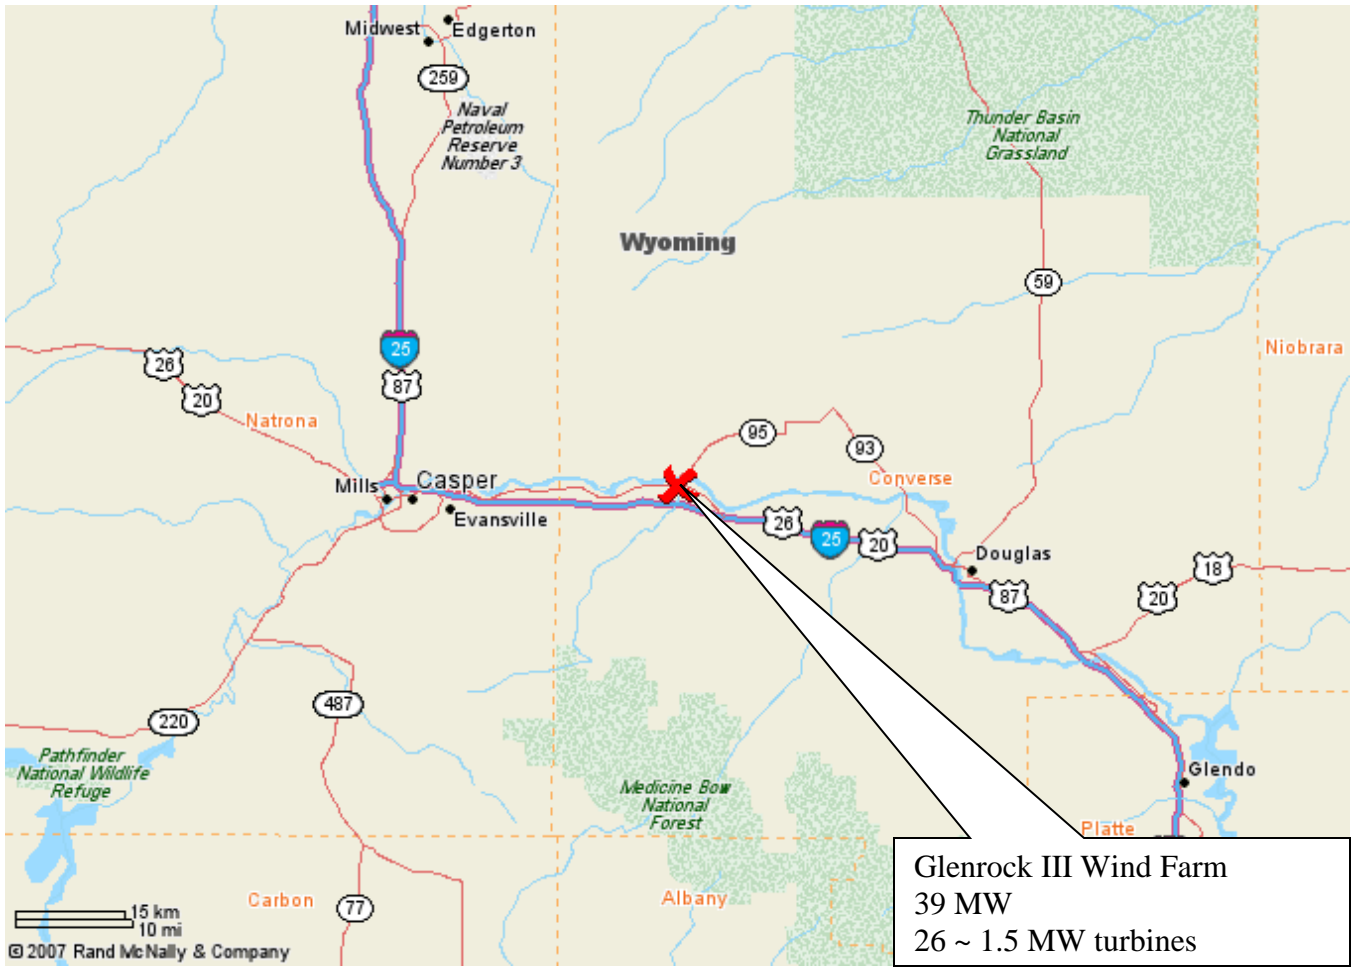 Midwest
Edgerton
259
Naval
Petroleum
Reserve
Number 3
Thunder Basin
National
Grassland
Wyoming
59
25
87
26
20
Natrona
Niobrara
95
93
Converse
Mills
Casper
Evansville
26
25
20
Douglas
87
20
18
220
487
Pathfinder
National Wildlife
Refuge
Medicine Bow
National
Forest
Glendo
Platte
Carbon
77
Albany
15 km
10 mi
© 2007 Rand McNally & Company
Glenrock III Wind Farm
39 MW
26 ~ 1.5 MW turbines